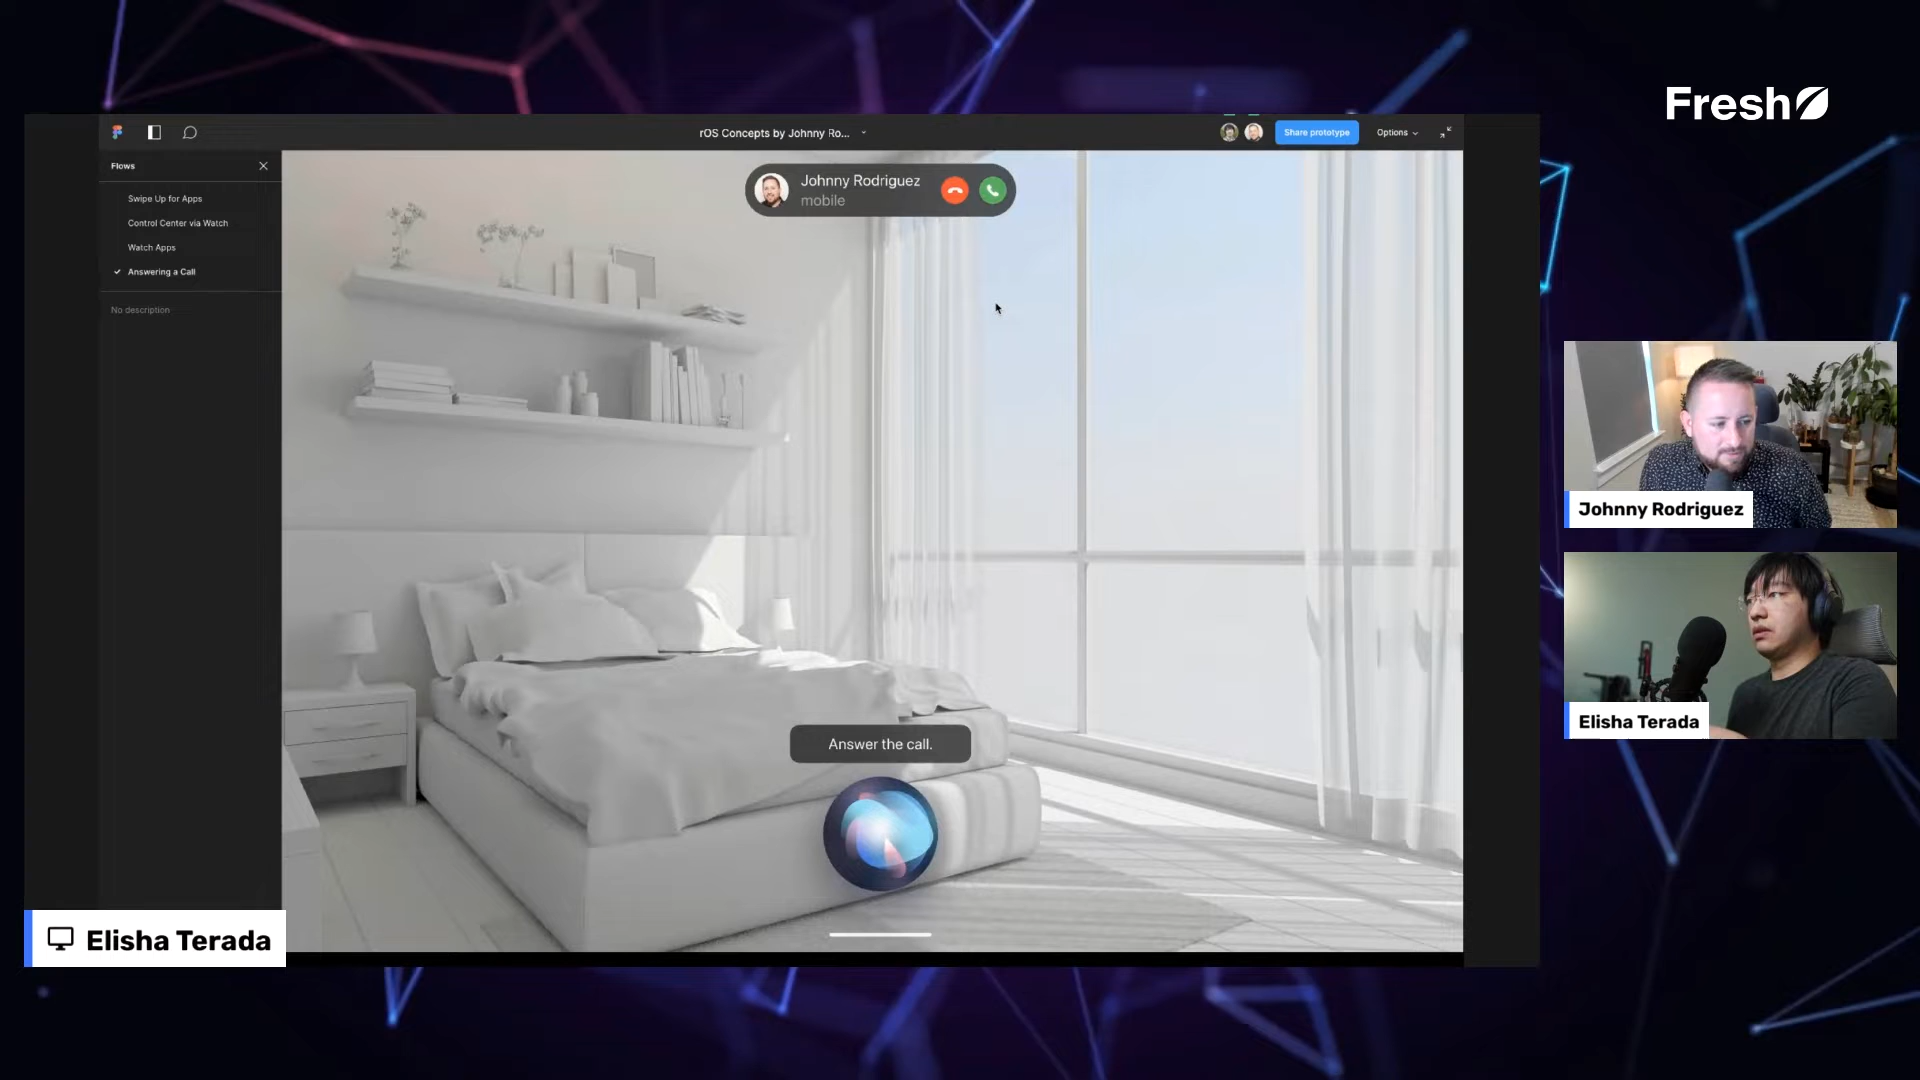 Fresh
rOS Concepts by Johnny Ro...
Share prototype
Options
Flows
Swipe Up for Apps
Control Center via Watch
Watch Apps
Answering a Call
No description
Johnny Rodriguez
mobile
Answer the call.
Johnny Rodriguez
Elisha Terada
Elisha Terada